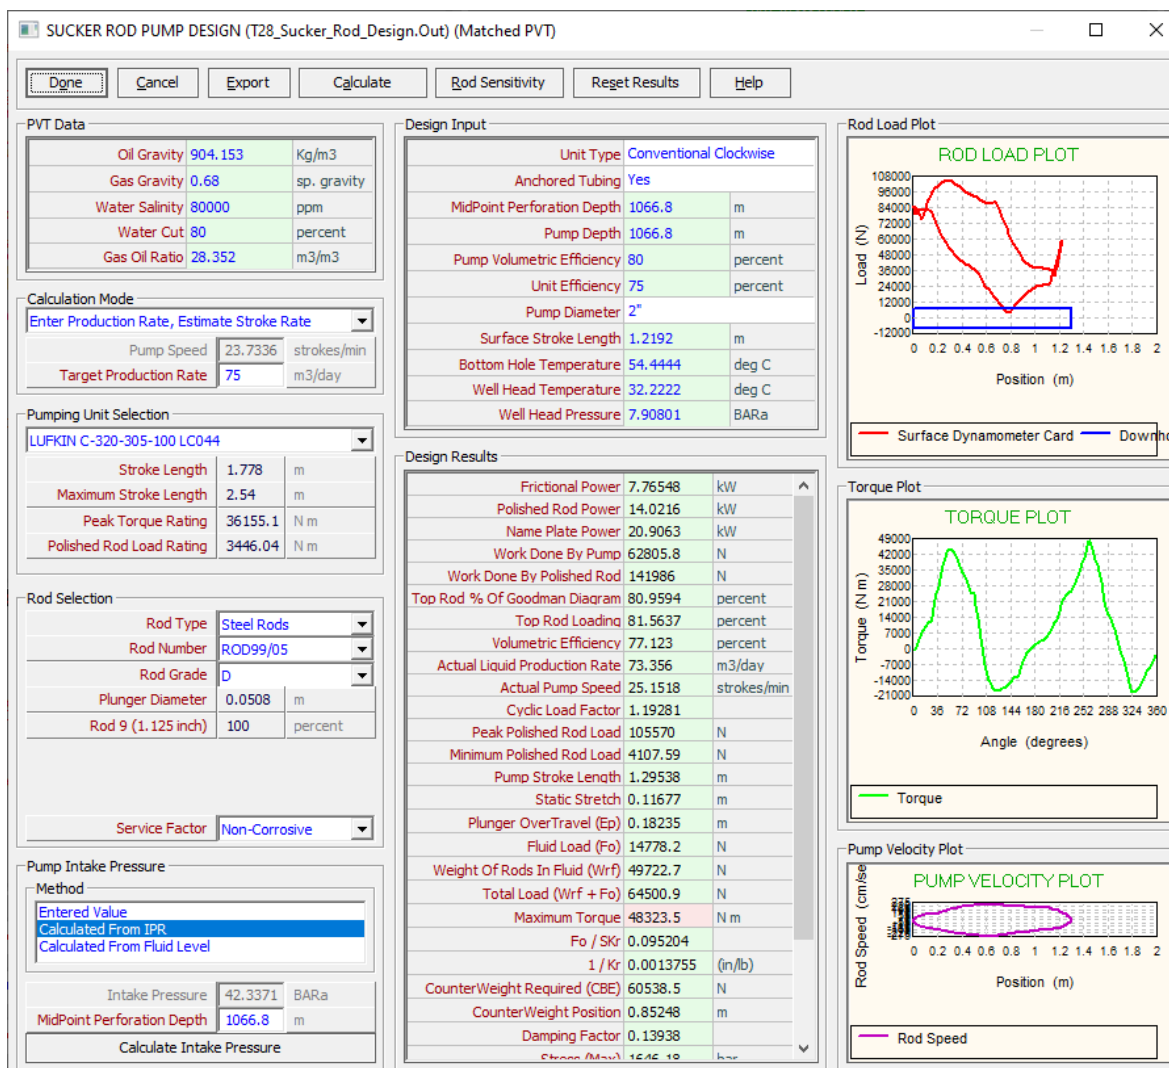 SUCKER ROD PUMP DESIGN (T28_Sucker_Rod_Design.Out) (Matched PVT)
Done Cancel Export Calculate Rod Sensitivity Reset Results Help
PVT Data
Oil Gravity 904.153 Kg/m3
Gas Gravity 0.68 sp. gravity
Water Salinity 80000 ppm
Water Cut 80 percent
Gas Oil Ratio 28.352 m3/m3
Calculation Mode
Enter Production Rate, Estimate Stroke Rate
Pump Speed 23.7336 strokes/min
Target Production Rate 75 m3/day
Pumping Unit Selection
LUFKIN C-320-305-100 LC044
Stroke Length 1.778 m
Maximum Stroke Length 2.54 m
Peak Torque Rating 36155.1 N m
Polished Rod Load Rating 3446.04 N m
Rod Selection
Rod Type Steel Rods
Rod Number ROD99/05
Rod Grade D
Plunger Diameter 0.0508 m
Rod 9 (1.125 inch) 100 percent
Service Factor Non-Corrosive
Pump Intake Pressure
Method
Entered Value
Calculated From IPR
Calculated From Fluid Level
Intake Pressure 42.3371 BARa
MidPoint Perforation Depth 1066.8 m
Calculate Intake Pressure
Design Input
Unit Type Conventional Clockwise
Anchored Tubing Yes
MidPoint Perforation Depth 1066.8 m
Pump Depth 1066.8 m
Pump Volumetric Efficiency 80 percent
Unit Efficiency 75 percent
Pump Diameter 2"
Surface Stroke Length 1.2192 m
Bottom Hole Temperature 54.4444 deg C
Well Head Temperature 32.2222 deg C
Well Head Pressure 7.90801 BARa
Design Results
Frictional Power 7.76548 kW
Polished Rod Power 14.0216 kW
Name Plate Power 20.9063 kW
Work Done By Pump 62805.8 N
Work Done By Polished Rod 141986 N
Top Rod % Of Goodman Diagram 80.9594 percent
Top Rod Loading 81.5637 percent
Volumetric Efficiency 77.123 percent
Actual Liquid Production Rate 73.356 m3/day
Actual Pump Speed 25.1518 strokes/min
Cyclic Load Factor 1.19281
Peak Polished Rod Load 105570 N
Minimum Polished Rod Load 4107.59 N
Pump Stroke Length 1.29538 m
Static Stretch 0.11677 m
Plunger OverTravel (Ep) 0.18235 m
Fluid Load (Fo) 14778.2 N
Weight Of Rods In Fluid (Wrf) 49722.7 N
Total Load (Wrf + Fo) 64500.9 N
Maximum Torque 48323.5 N m
Fo / SKr 0.095204
1 / Kr 0.0013755 (in/lb)
CounterWeight Required (CBE) 60538.5 N
CounterWeight Position 0.85248 m
Damping Factor 0.13938
Stress (Max) 1646.18 bar
Rod Load Plot
ROD LOAD PLOT
Load (N)
108000
96000
84000
72000
60000
48000
36000
24000
12000
0
-12000
0 0.2 0.4 0.6 0.8 1 1.2 1.4 1.6 1.8 2
Position (m)
Surface Dynamometer Card Downho
Torque Plot
TORQUE PLOT
Torque (N m)
49000
42000
35000
28000
21000
14000
7000
0
-7000
-14000
-21000
0 36 72 108 144 180 216 252 288 324 360
Angle (degrees)
Torque
Pump Velocity Plot
PUMP VELOCITY PLOT
Rod Speed (cm/se
0 0.2 0.4 0.6 0.8 1 1.2 1.4 1.6 1.8 2
Position (m)
Rod Speed